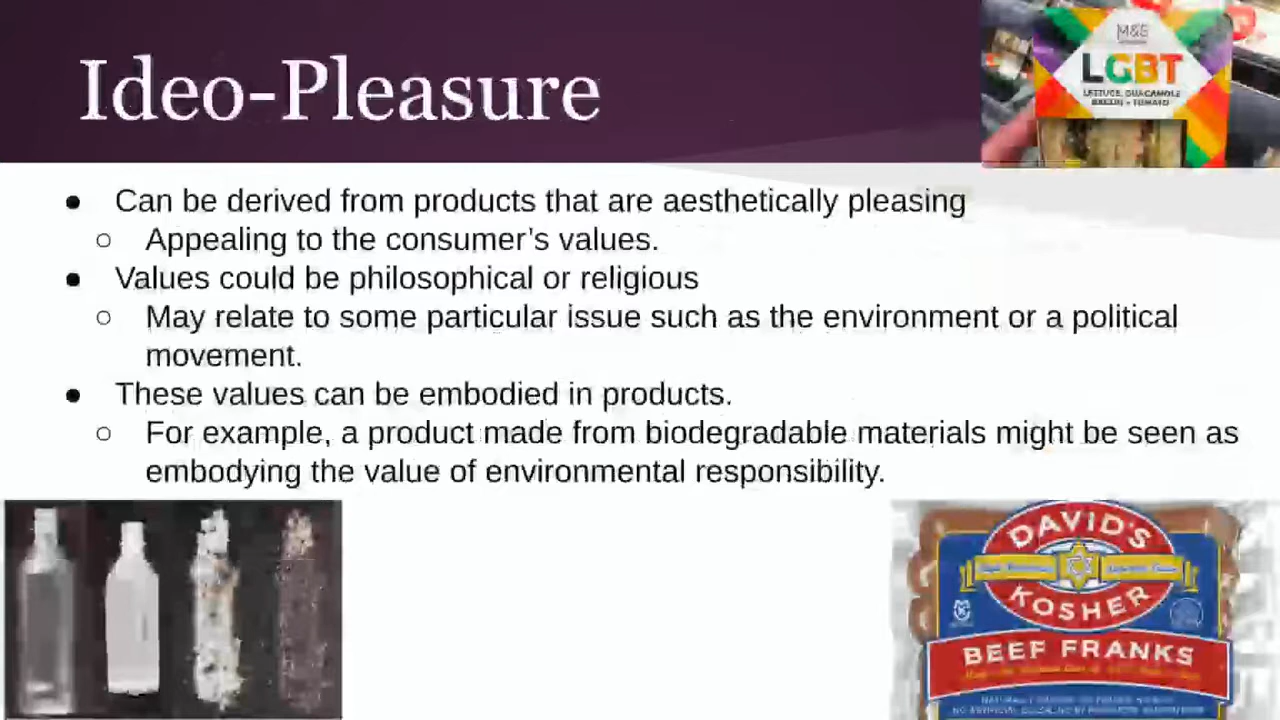 Ideo-Pleasure
M&S
LGBT
LETTUCE, GUACAMOLE
BACON + TOMATO
● Can be derived from products that are aesthetically pleasing
○ Appealing to the consumer's values.
● Values could be philosophical or religious
○ May relate to some particular issue such as the environment or a political
movement.
● These values can be embodied in products.
○ For example, a product made from biodegradable materials might be seen as
embodying the value of environmental responsibility.
DAVID'S
KOSHER
BEEF FRANKS